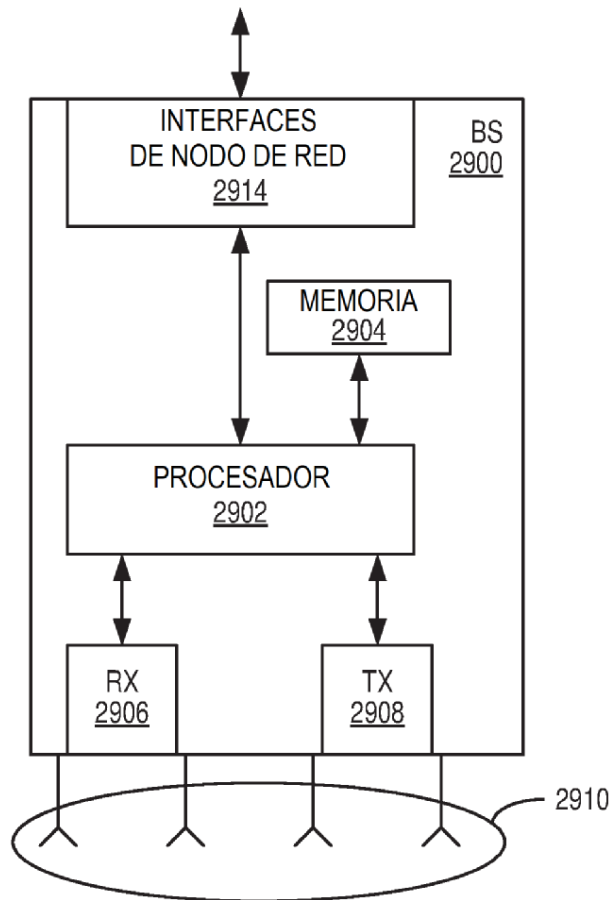 INTERFACES
DE NODO DE RED
2914
BS
2900
MEMORIA
2904
PROCESADOR
2902
RX
2906
TX
2908
2910